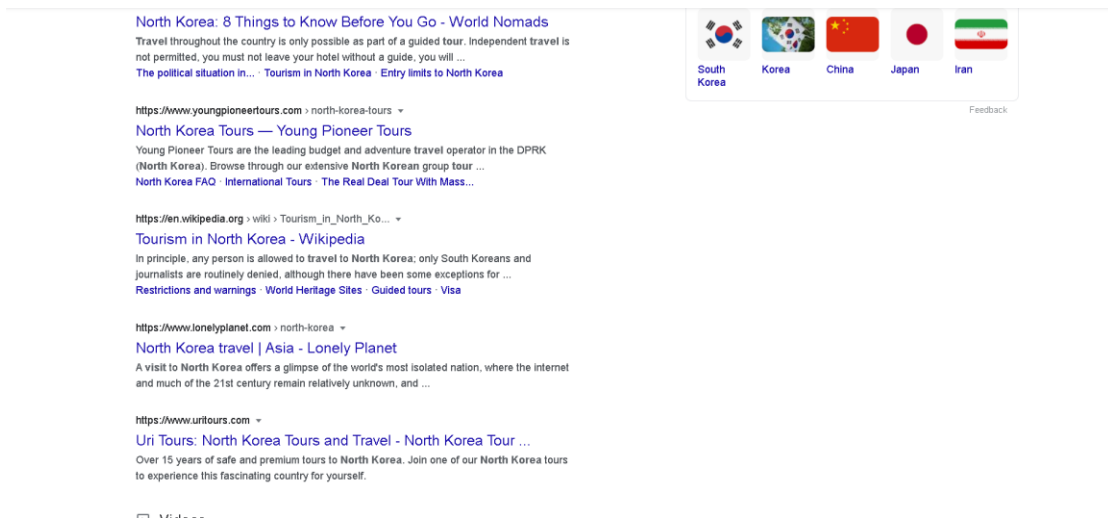 North Korea: 8 Things to Know Before You Go - World Nomads
Travel throughout the country is only possible as part of a guided tour. Independent travel is
not permitted, you must not leave your hotel without a guide, you will ...
The political situation in... · Tourism in North Korea · Entry limits to North Korea
https://www.youngpioneertours.com › north-korea-tours
North Korea Tours — Young Pioneer Tours
Young Pioneer Tours are the leading budget and adventure travel operator in the DPRK
(North Korea). Browse through our extensive North Korean group tour ...
North Korea FAQ · International Tours · The Real Deal Tour With Mass...
https://en.wikipedia.org › wiki › Tourism_in_North_Ko...
Tourism in North Korea - Wikipedia
In principle, any person is allowed to travel to North Korea; only South Koreans and
journalists are routinely denied, although there have been some exceptions for ...
Restrictions and warnings · World Heritage Sites · Guided tours · Visa
https://www.lonelyplanet.com › north-korea
North Korea travel | Asia - Lonely Planet
A visit to North Korea offers a glimpse of the world's most isolated nation, where the internet
and much of the 21st century remain relatively unknown, and ...
https://www.uritours.com
Uri Tours: North Korea Tours and Travel - North Korea Tour ...
Over 15 years of safe and premium tours to North Korea. Join one of our North Korea tours
to experience this fascinating country for yourself.
South Korea
Korea
China
Japan
Iran
Feedback